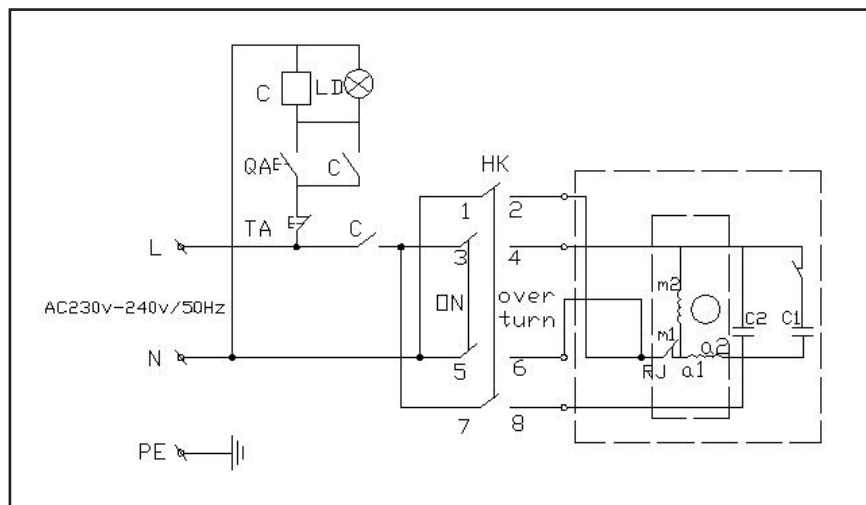 C
LD
QA
C
HK
TA
C
1
2
L
3
4
m2
AC230v-240v/50Hz
ON
over
turn
C2
C1
m1
a2
N
5
6
RJ
a1
7
8
PE